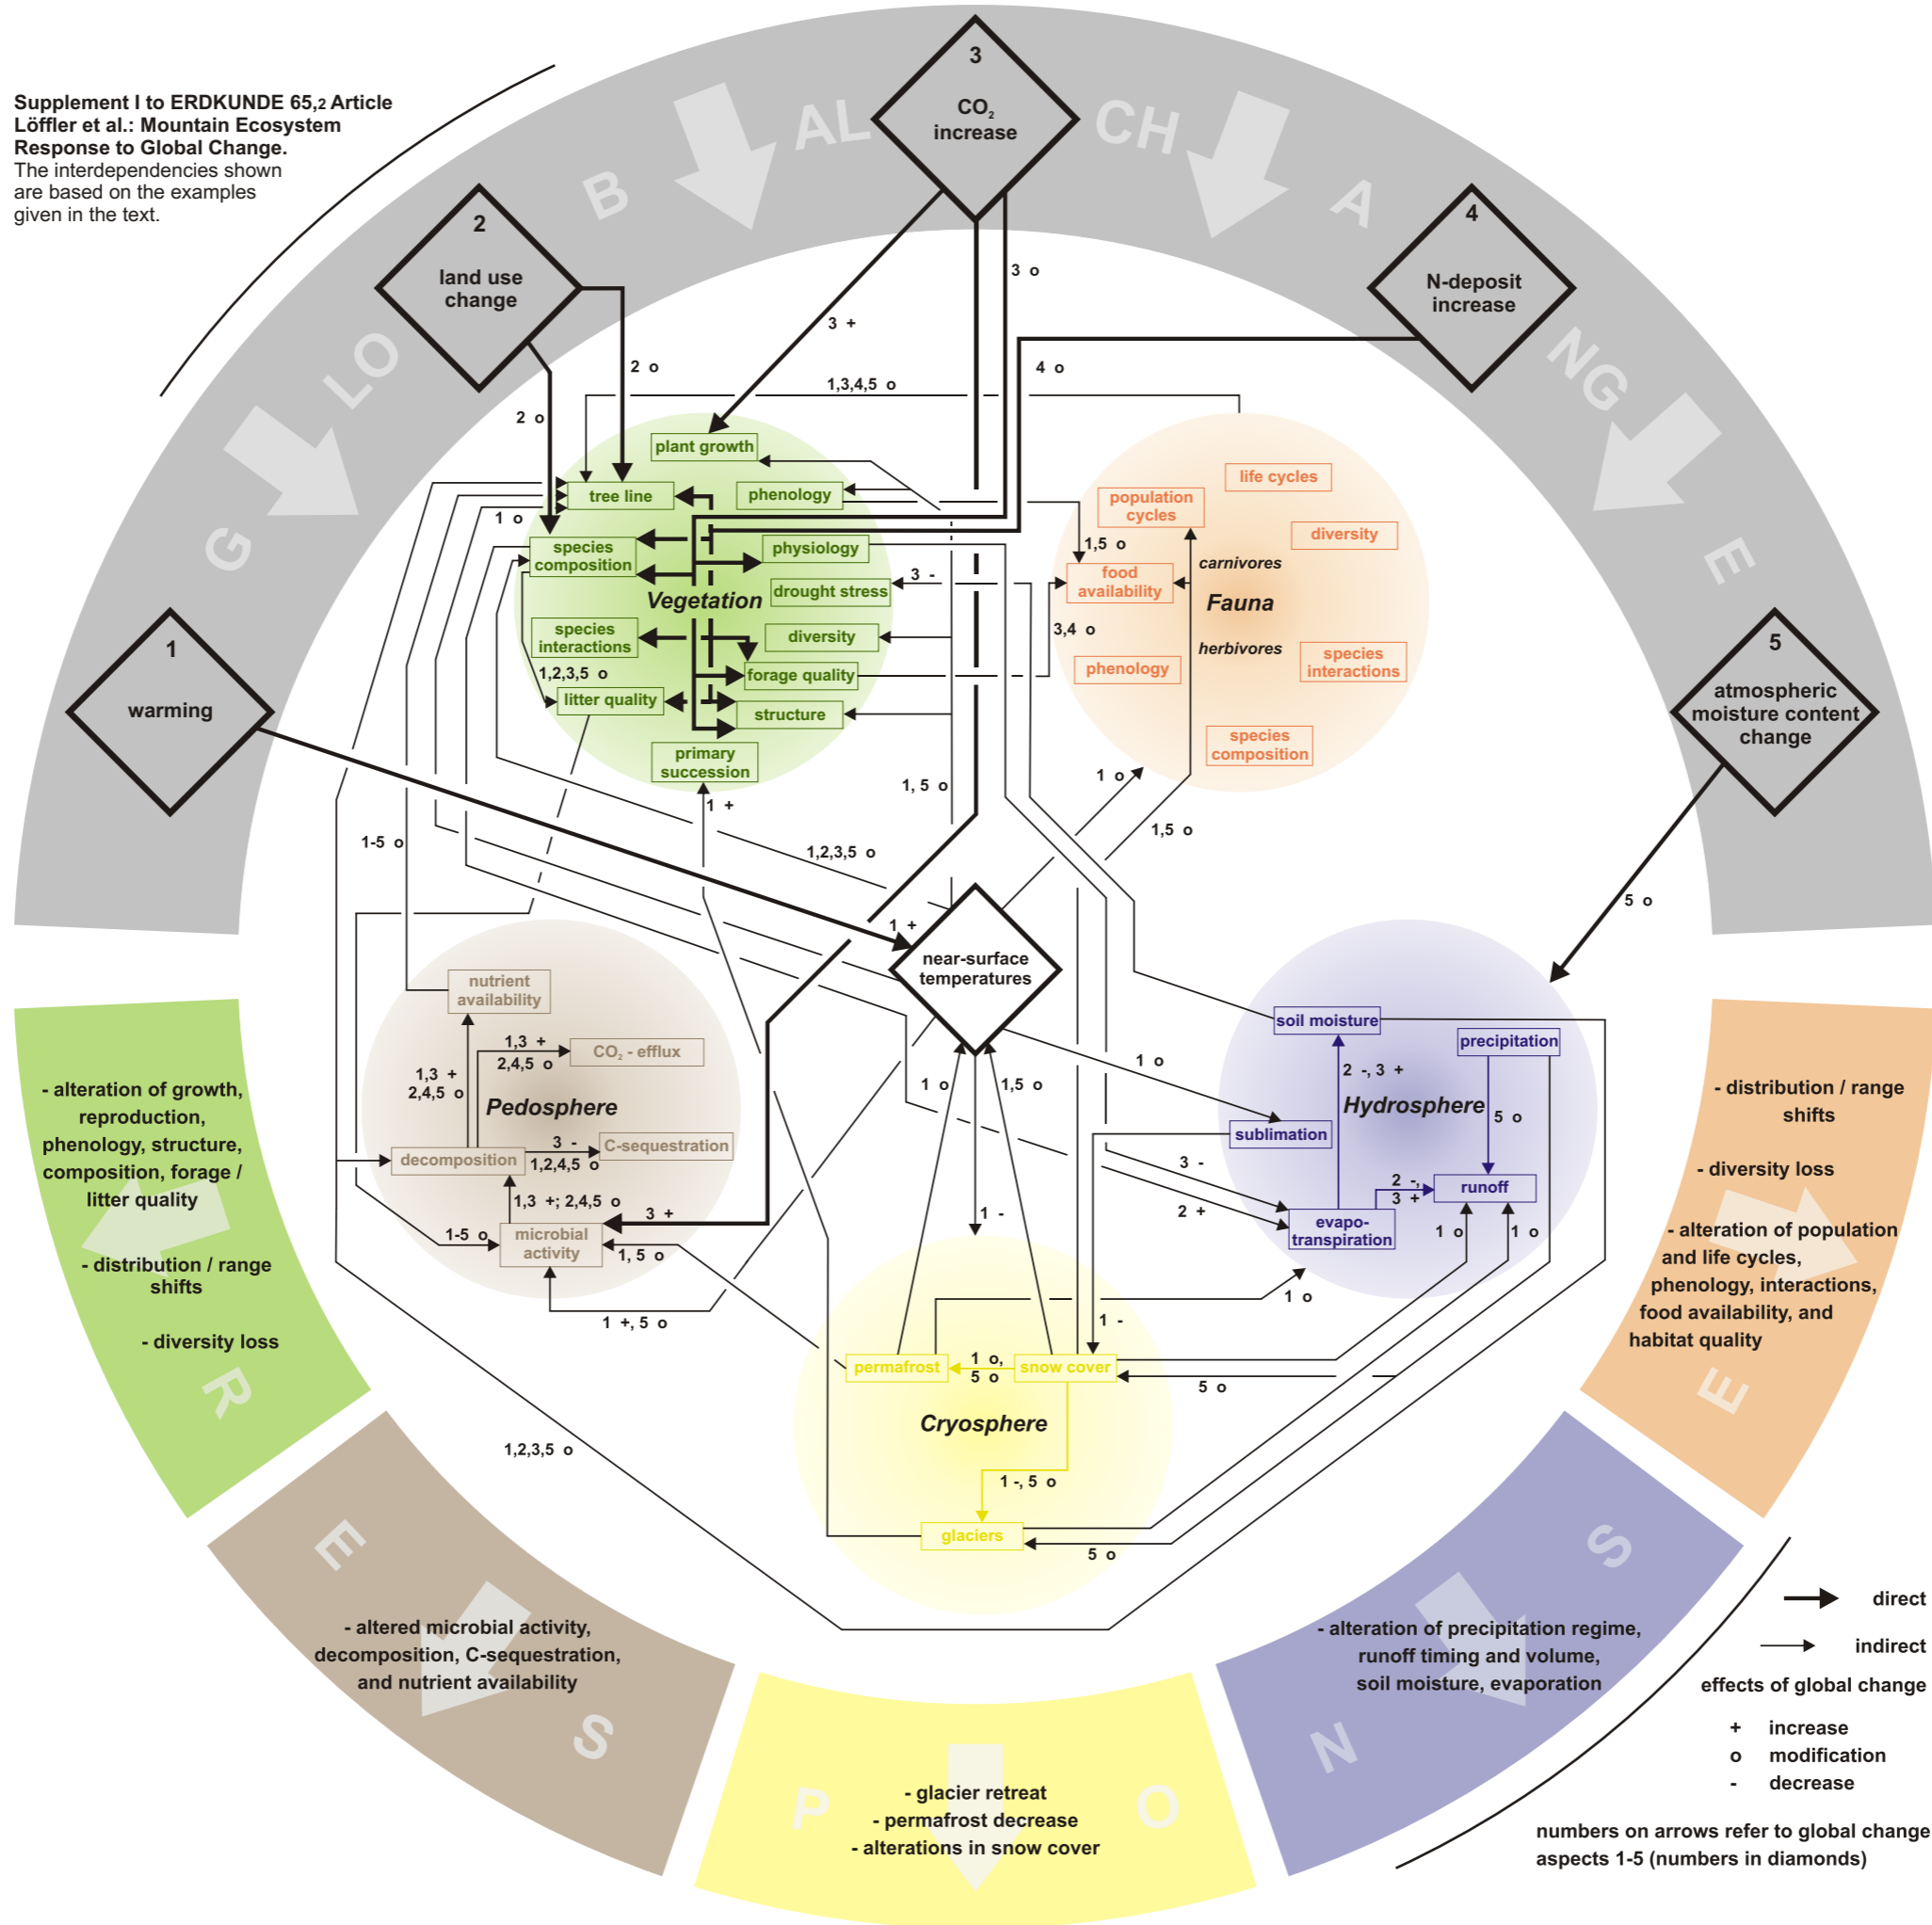 Supplement I to ERDKUNDE 65,2 Article
Löffler et al.: Mountain Ecosystem
Response to Global Change.
The interdependencies shown
are based on the examples
given in the text.
G LO B AL CH A NG E
1
warming
2
land use
change
3
CO₂
increase
4
N-deposit
increase
5
atmospheric
moisture content
change
3 o
3 +
2 o
4 o
1,3,4,5 o
2 o
plant growth
tree line
phenology
1 o
species
composition
physiology
drought stress
Vegetation
species
interactions
diversity
1,2,3,5 o
forage quality
litter quality
structure
primary
succession
3 -
1,5 o
3,4 o
life cycles
population
cycles
diversity
carnivores
food
availability
Fauna
herbivores
phenology
species
interactions
species
composition
1 +
1, 5 o
1 o
1,5 o
1-5 o
1,2,3,5 o
1 +
5 o
near-surface
temperatures
nutrient
availability
1,3 +
2,4,5 o
CO₂ - efflux
1,3 +
2,4,5 o
Pedosphere
3 -
1,2,4,5 o
C-sequestration
decomposition
1,3 +; 2,4,5 o
3 +
1-5 o
microbial
activity
1, 5 o
1 +, 5 o
1 o
1,5 o
1 o
1 -
soil moisture
precipitation
2 -, 3 +
Hydrosphere
5 o
sublimation
3 -
2 -,
3 +
runoff
2 +
evapo-
transpiration
1 o
1 o
1 o
1 -
permafrost
1 o,
5 o
snow cover
5 o
Cryosphere
1 -, 5 o
glaciers
5 o
1,2,3,5 o
- alteration of growth,
reproduction,
phenology, structure,
composition, forage /
litter quality
- distribution / range
shifts
- diversity loss
- distribution / range
shifts
- diversity loss
- alteration of population
and life cycles,
phenology, interactions,
food availability, and
habitat quality
- altered microbial activity,
decomposition, C-sequestration,
and nutrient availability
- glacier retreat
- permafrost decrease
- alterations in snow cover
- alteration of precipitation regime,
runoff timing and volume,
soil moisture, evaporation
R E S P O N S E
direct
indirect
effects of global change
+ increase
o modification
- decrease
numbers on arrows refer to global change
aspects 1-5 (numbers in diamonds)